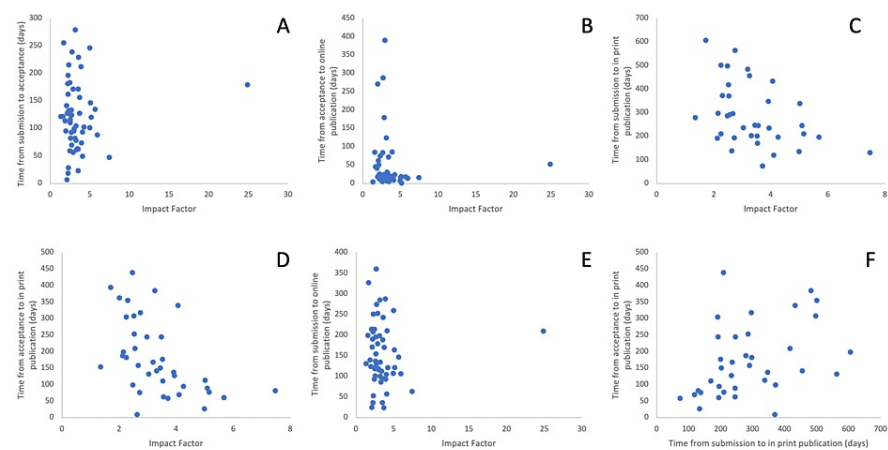 A
Time from submision to acceptance (days)
300
250
200
150
100
50
0
0 5 10 15 20 25 30
Impact Factor
B
Time from acceptance to online
publication (days)
450
400
350
300
250
200
150
100
50
0
0 5 10 15 20 25 30
Impact Factor
C
Time from submission to in print
publication (days)
700
600
500
400
300
200
100
0
0 2 4 6 8
Impact Factor
D
Time from acceptance to in print
publication (days)
500
450
400
350
300
250
200
150
100
50
0
0 2 4 6 8
Impact Factor
E
Time from submission to online
publication (days)
400
350
300
250
200
150
100
50
0
0 5 10 15 20 25 30
Impact Factor
F
Time from acceptance to in print
publication (days)
500
450
400
350
300
250
200
150
100
50
0
0 100 200 300 400 500 600 700
Time from submission to in print publication (days)